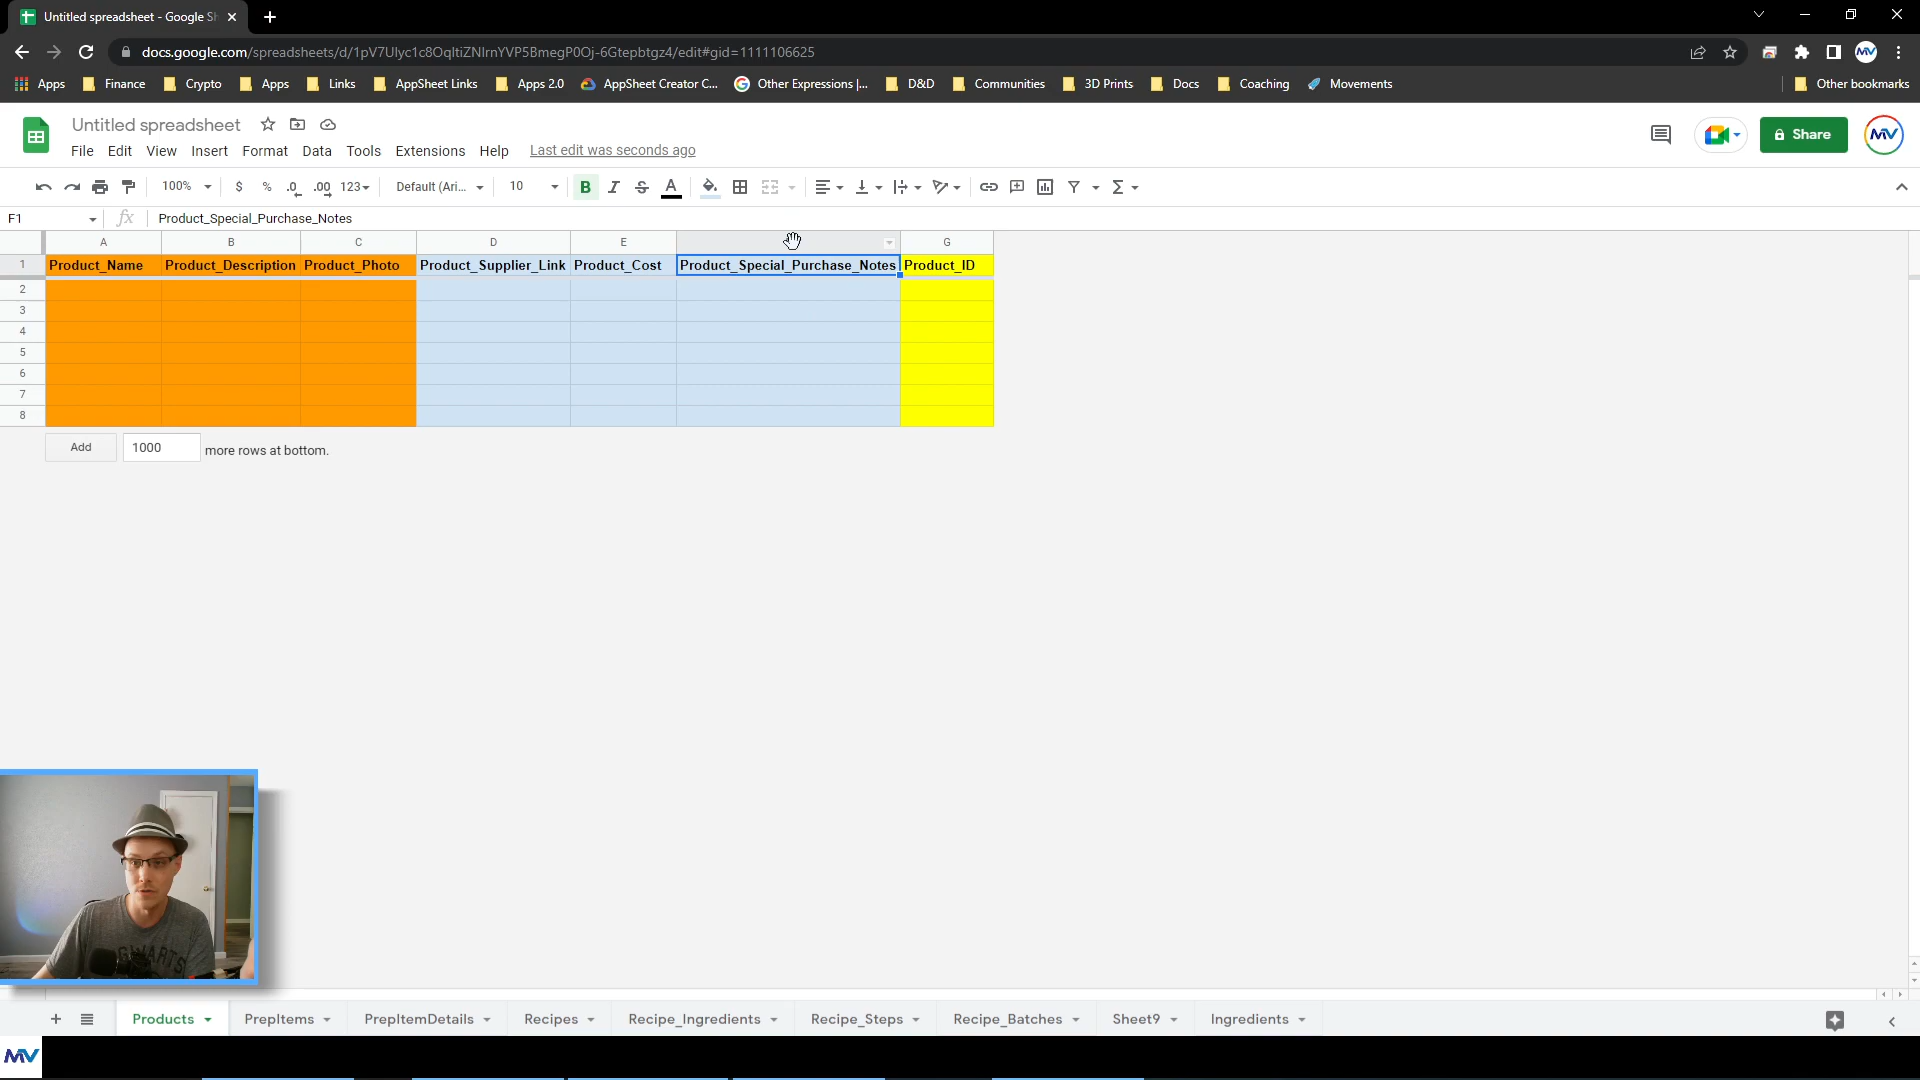 Untitled spreadsheet - Google Sh
docs.google.com/spreadsheets/d/1pV7Ulyc1c8OqltiZNlrnYVP5BmegP0Oj-6Gtepbtgz4/edit#gid=1111106625
MV
Apps Finance Crypto Apps Links AppSheet Links Apps 2.0 AppSheet Creator C... Other Expressions |... D&D Communities 3D Prints Docs Coaching Movements Other bookmarks
Untitled spreadsheet
File Edit View Insert Format Data Tools Extensions Help Last edit was seconds ago
Share
MV
100% $ % .0 .00 123 Default (Ari... 10 B I S A
F1 fx Product_Special_Purchase_Notes
A B C D E G
1 Product_Name Product_Description Product_Photo Product_Supplier_Link Product_Cost Product_Special_Purchase_Notes Product_ID
2
3
4
5
6
7
8
Add 1000 more rows at bottom.
Products PrepItems PrepItemDetails Recipes Recipe_Ingredients Recipe_Steps Recipe_Batches Sheet9 Ingredients
MV